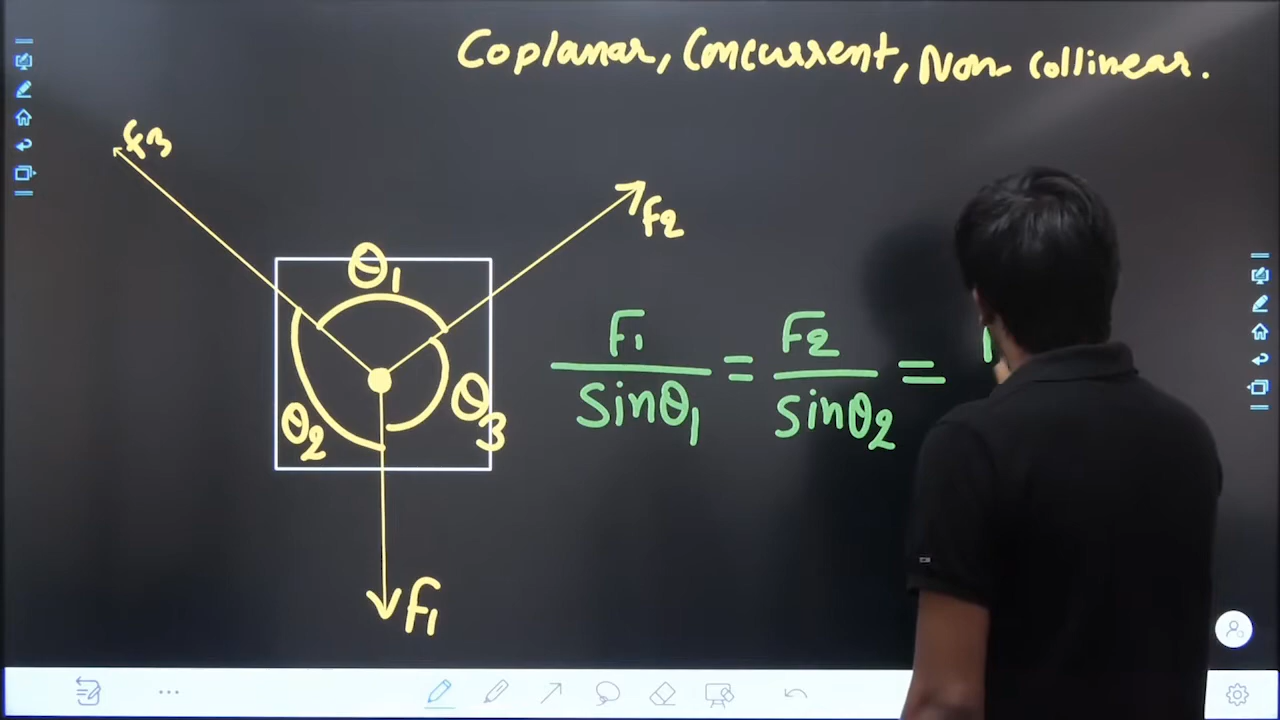 Coplanar, Concurrent, Non-Collinear.
f3
F2
θ1
θ2
θ3
F1
F1/sinθ1 = F2/sinθ2 =